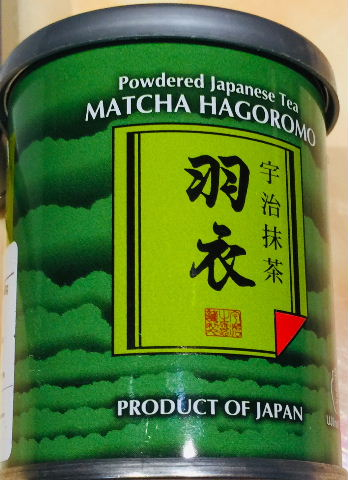 Powdered Japanese Tea
MATCHA HAGOROMO
宇治抹茶
羽衣
PRODUCT OF JAPAN